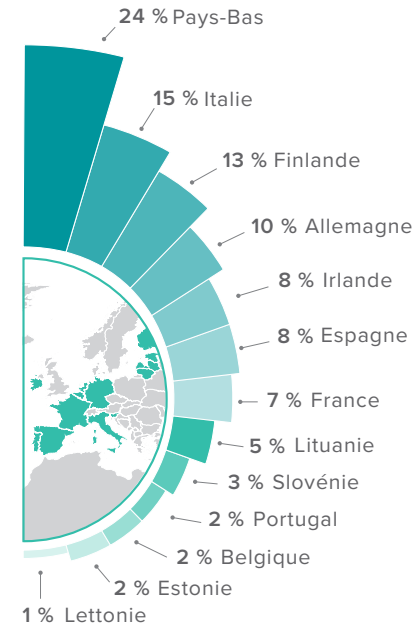 24 % Pays-Bas
15 % Italie
13 % Finlande
10 % Allemagne
8 % Irlande
8 % Espagne
7 % France
5 % Lituanie
3 % Slovénie
2 % Portugal
2 % Belgique
2 % Estonie
1 % Lettonie